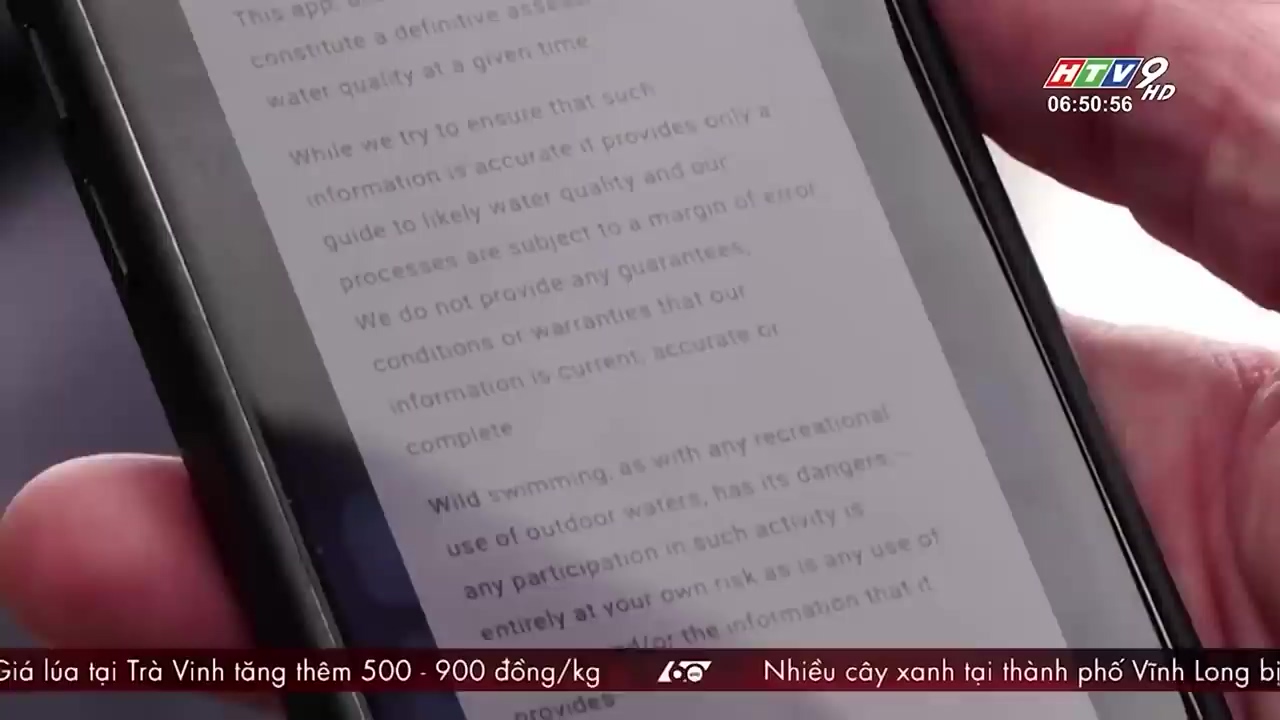 This app,
constitute a definitive
water quality at a given time
While we try to ensure that such
information is accurate it provides only a
guide to likely water quality and our
processes are subject to a margin of error
We do not provide any guarantees,
conditions or warranties that our
information is current, accurate or
complete
Wild swimming, as with any recreational
use of outdoor waters, has its dangers –
any participation in such activity is
entirely at your own risk as is any use of
the information that it
provides
HTV9
HD
06:50:56
Giá lúa tại Trà Vinh tăng thêm 500 - 900 đồng/kg 60 Nhiều cây xanh tại thành phố Vĩnh Long bị